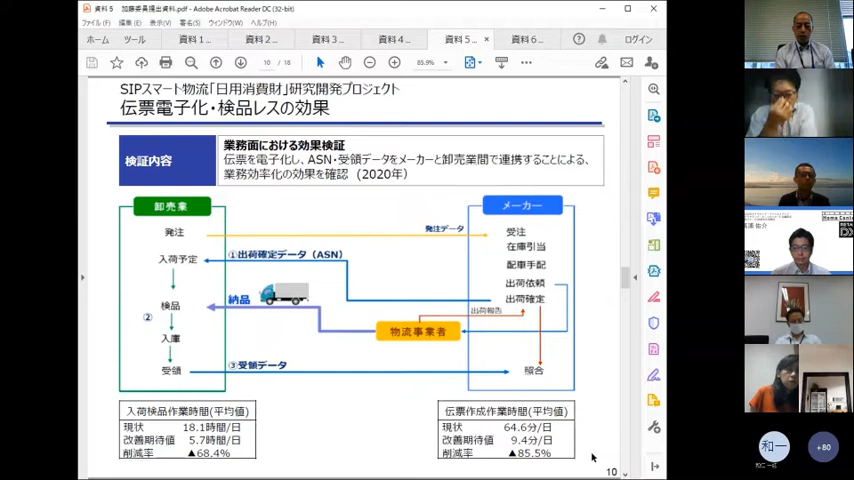 資料５ 加藤委員提出資料.pdf - Adobe Acrobat Reader DC (32-bit)
ファイル(F) 編集(E) 表示(V) 署名(S) ウィンドウ(W) ヘルプ(H)
ホーム ツール 資料１... 資料２... 資料３... 資料４... 資料５... × 資料６... ログイン
10 / 18 85.9%
SIPスマート物流「日用消費財」研究開発プロジェクト
伝票電子化・検品レスの効果
検証内容
業務面における効果検証
伝票を電子化し、ASN・受領データをメーカーと卸売業間で連携することによる、
業務効率化の効果を確認 （2020年）
卸売業
メーカー
発注
発注データ
受注
在庫引当
入荷予定
①出荷確定データ（ASN）
配車手配
出荷依頼
納品
出荷確定
検品
出荷報告
②
物流事業者
入庫
受領
③受領データ
照合
入荷検品作業時間(平均値)
現状 18.1時間/日
改善期待値 5.7時間/日
削減率 ▲68.4%
伝票作成作業時間(平均値)
現状 64.6分/日
改善期待値 9.4分/日
削減率 ▲85.5%
10
Home Center
和一
+80